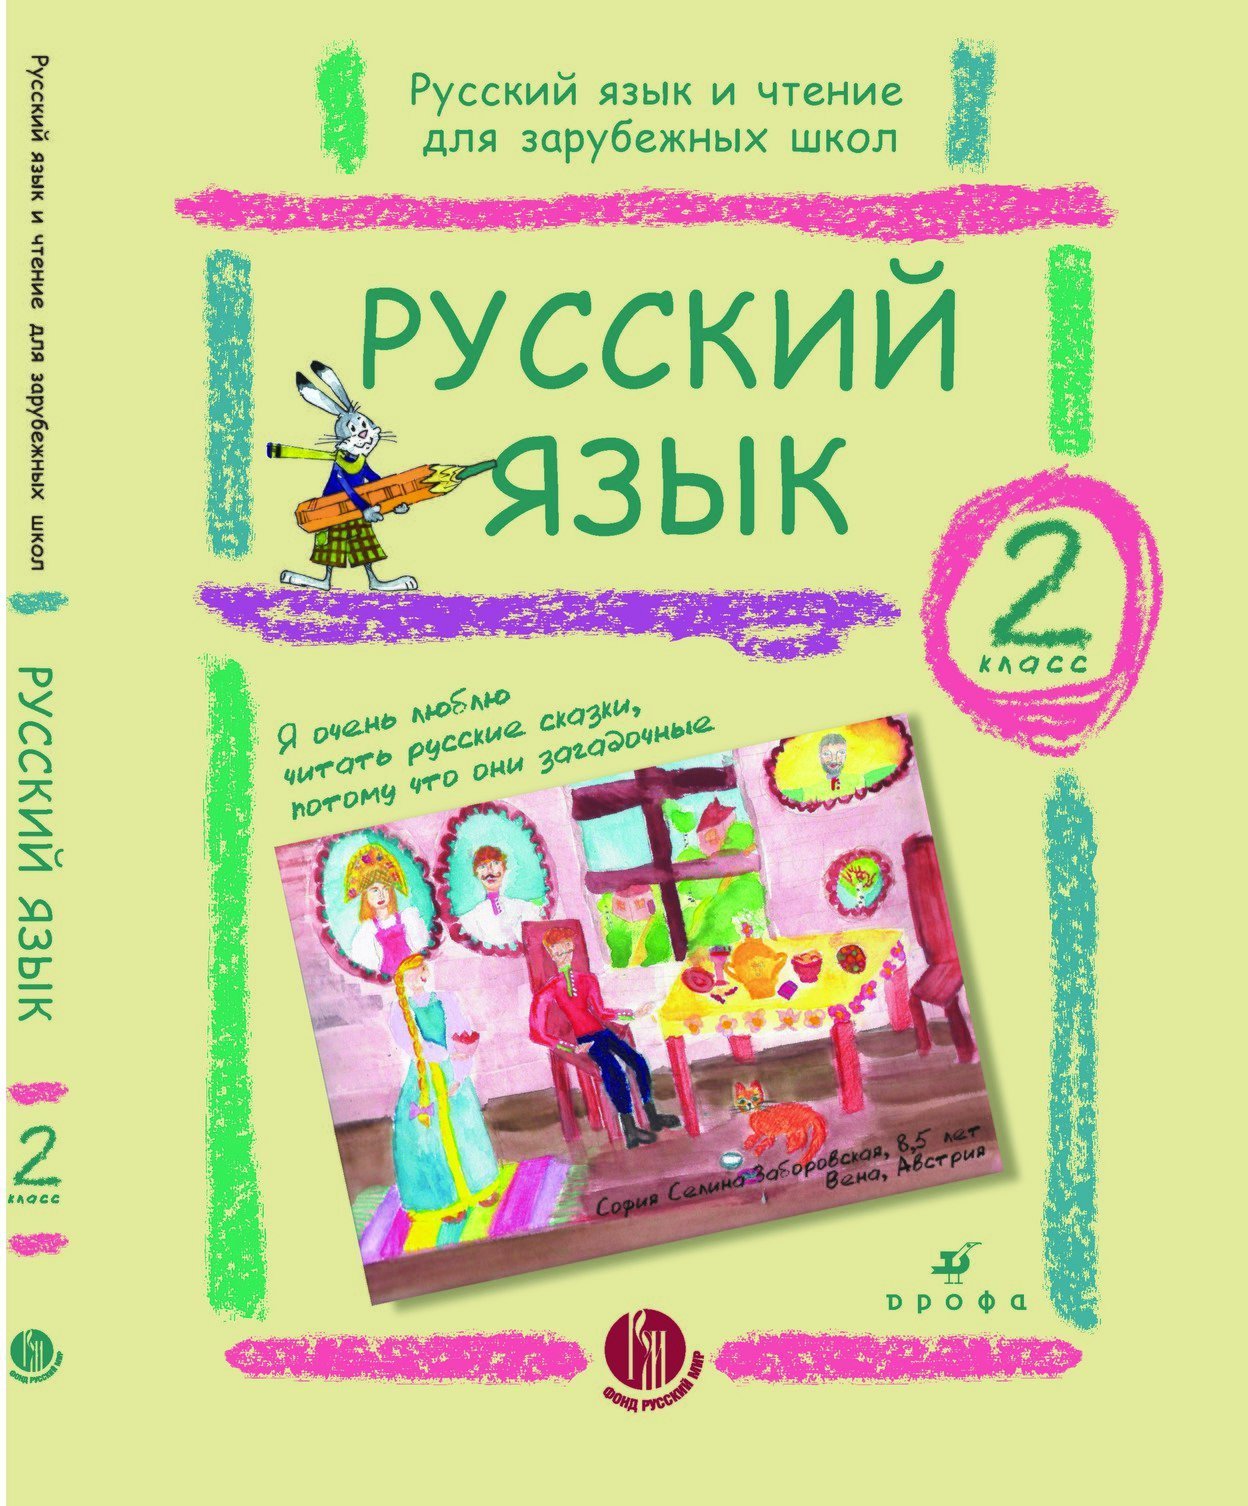 Русский язык и чтение для зарубежных школ
РУССКИЙ ЯЗЫК
2
класс
ФОНД РУССКИЙ МИР
Русский язык и чтение
для зарубежных школ
РУССКИЙ
ЯЗЫК
2
класс
Я очень люблю
читать русские сказки,
потому что они загадочные
София Селина Заборовская, 8,5 лет
Вена, Австрия
ДРОФА
ФОНД РУССКИЙ МИР